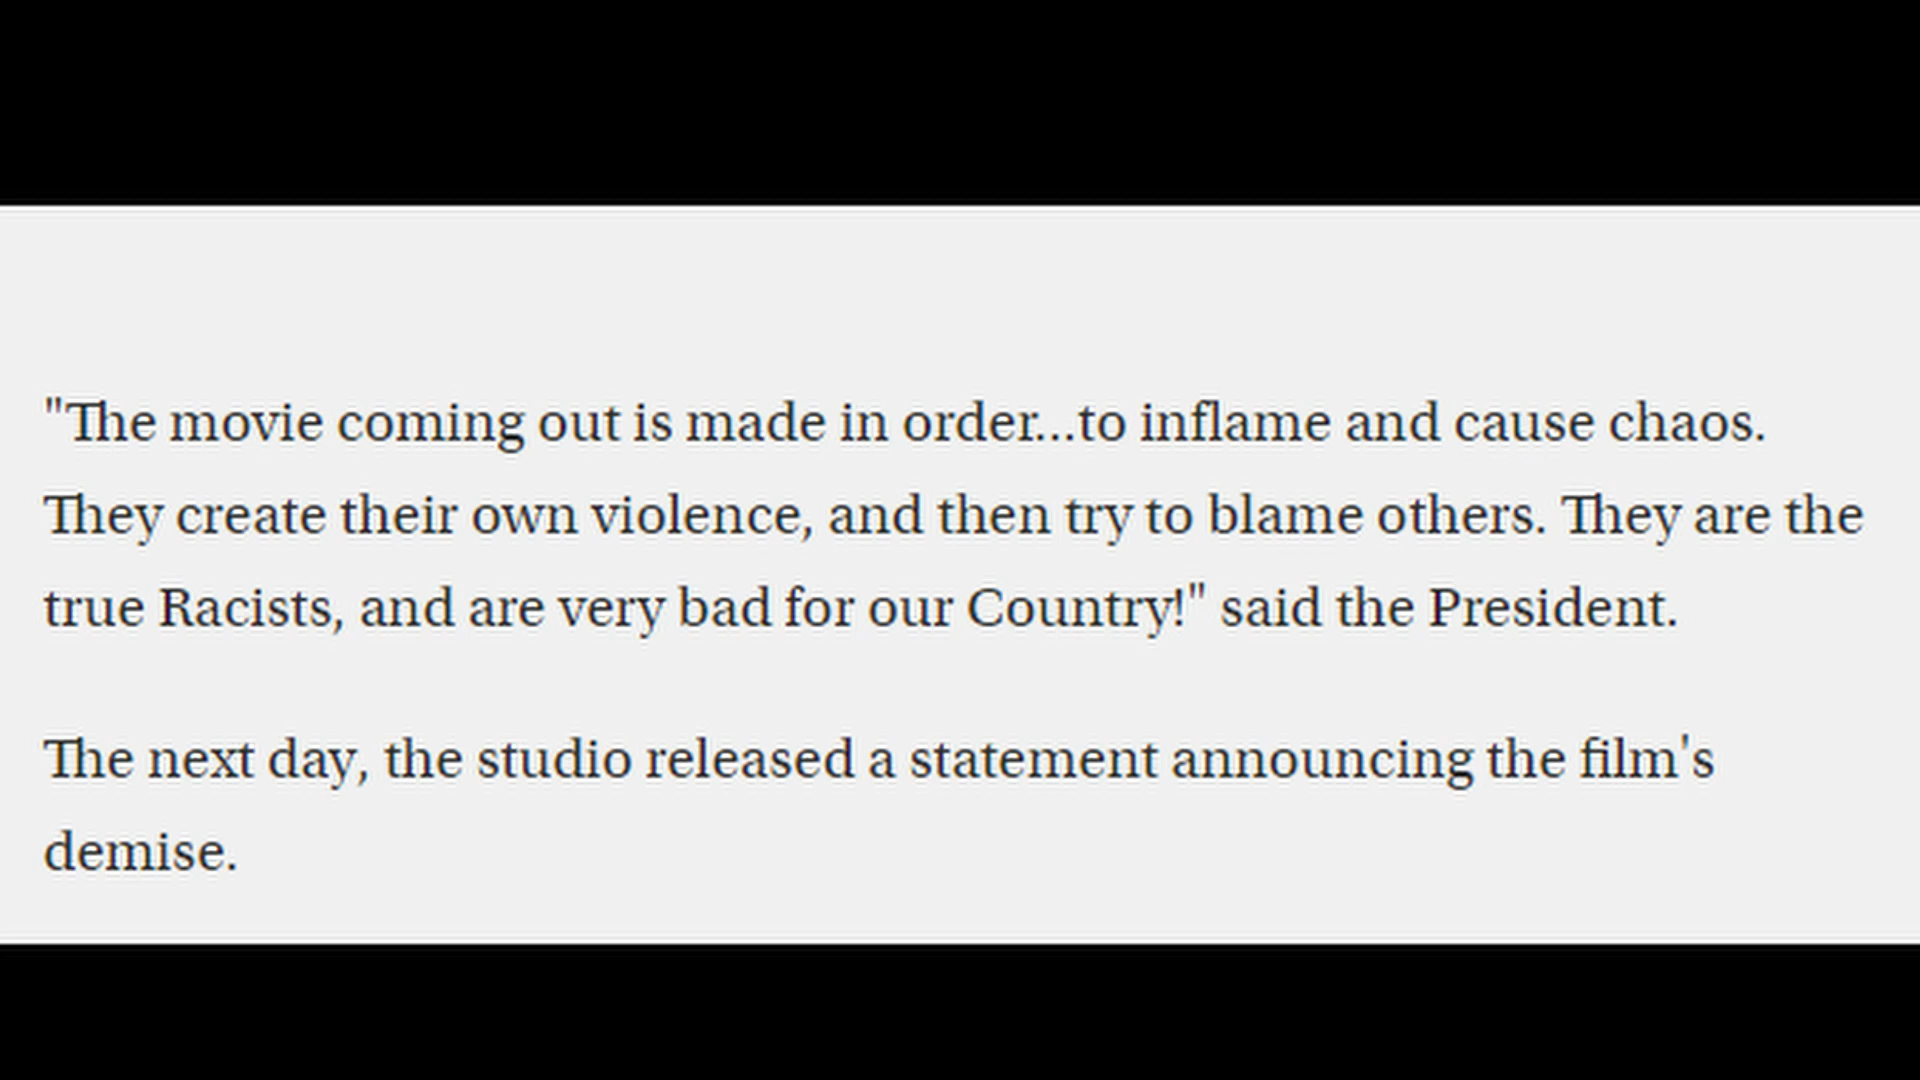 "The movie coming out is made in order...to inflame and cause chaos.
They create their own violence, and then try to blame others. They are the
true Racists, and are very bad for our Country!" said the President.
The next day, the studio released a statement announcing the film's
demise.